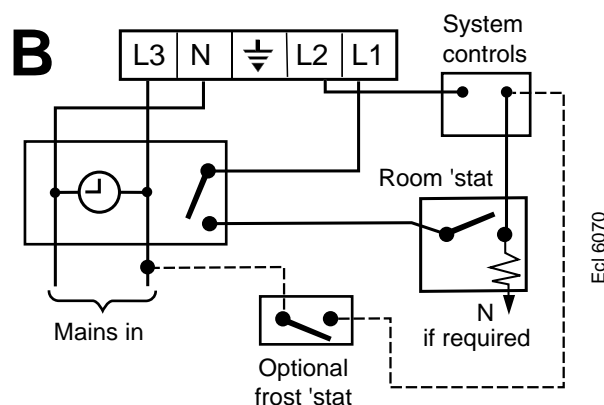 B
L3 N L2 L1
System
controls
Room 'stat
N
if required
Mains in
Optional
frost 'stat
Ecl 6070